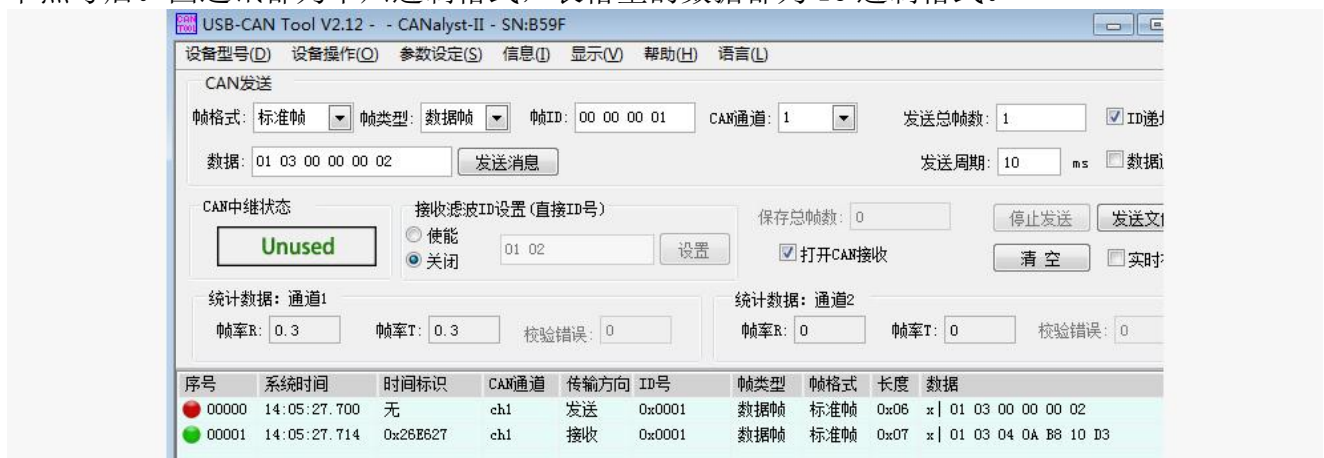 USB-CAN Tool V2.12 - - CANalyst-II - SN:B59F
设备型号(D) 设备操作(O) 参数设定(S) 信息(I) 显示(V) 帮助(H) 语言(L)
CAN发送
帧格式: 标准帧 帧类型: 数据帧 帧ID: 00 00 00 01 CAN通道: 1 发送总帧数: 1 ID递
数据: 01 03 00 00 00 02 发送消息 发送周期: 10 ms 数据
CAN中继状态 接收滤波ID设置(直接ID号) 保存总帧数: 0 停止发送 发送文
Unused 使能 01 02 设置 打开CAN接收 清 空 实时
关闭
统计数据: 通道1 统计数据: 通道2
帧率R: 0.3 帧率T: 0.3 校验错误: 0 帧率R: 0 帧率T: 0 校验错误: 0
序号 系统时间 时间标识 CAN通道 传输方向 ID号 帧类型 帧格式 长度 数据
00000 14:05:27.700 无 ch1 发送 0x0001 数据帧 标准帧 0x06 x| 01 03 00 00 00 02
00001 14:05:27.714 0x26E627 ch1 接收 0x0001 数据帧 标准帧 0x07 x| 01 03 04 0A B8 10 D3